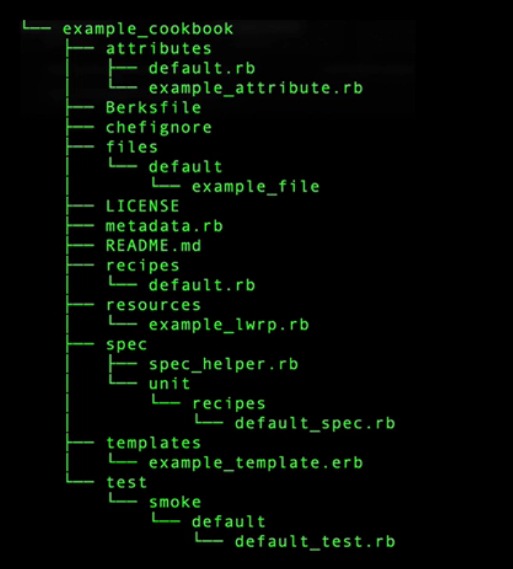 └── example_cookbook
    ├── attributes
    │   ├── default.rb
    │   └── example_attribute.rb
    ├── Berksfile
    ├── chefignore
    ├── files
    │   └── default
    │       └── example_file
    ├── LICENSE
    ├── metadata.rb
    ├── README.md
    ├── recipes
    │   └── default.rb
    ├── resources
    │   └── example_lwrp.rb
    ├── spec
    │   ├── spec_helper.rb
    │   └── unit
    │       └── recipes
    │           └── default_spec.rb
    ├── templates
    │   └── example_template.erb
    └── test
        └── smoke
            └── default
                └── default_test.rb